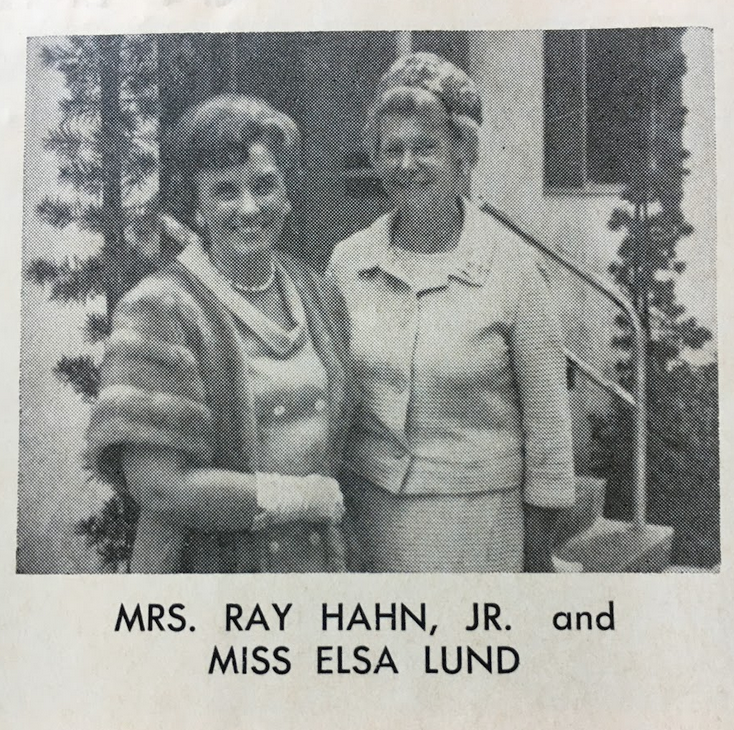 MRS. RAY HAHN, JR. and
MISS ELSA LUND